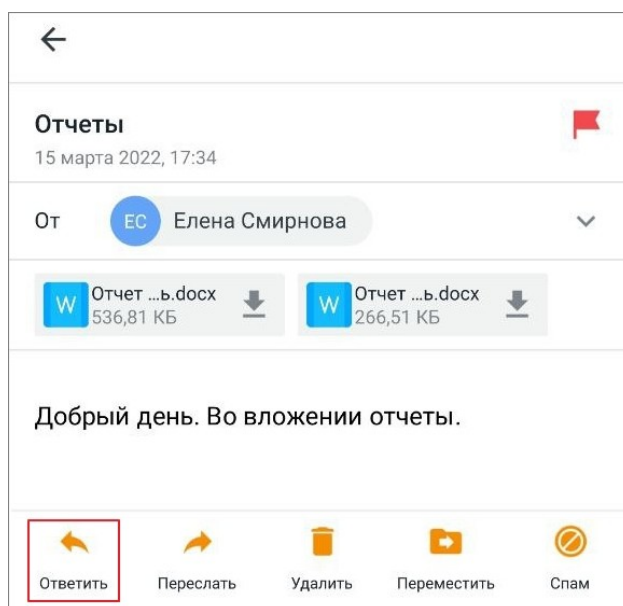 Отчеты
15 марта 2022, 17:34
От ЕС Елена Смирнова
W Отчет ...ь.docx W Отчет ...ь.docx
536,81 КБ 266,51 КБ
Добрый день. Во вложении отчеты.
Ответить Переслать Удалить Переместить Спам